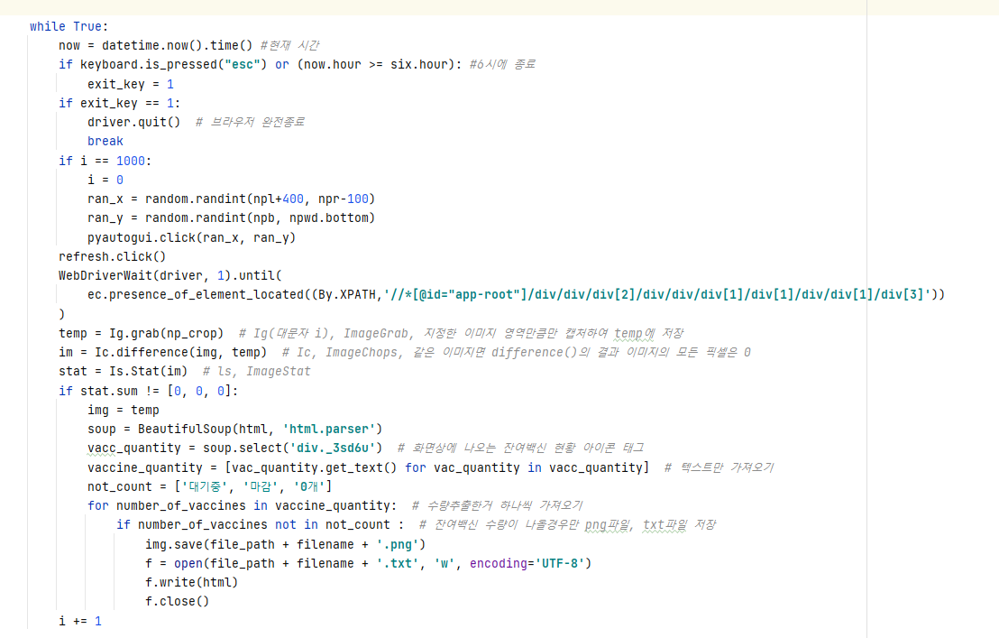 while True:
    now = datetime.now().time() #현재 시간
    if keyboard.is_pressed("esc") or (now.hour >= six.hour): #6시에 종료
        exit_key = 1
    if exit_key == 1:
        driver.quit()  # 브라우저 완전종료
        break
    if i == 1000:
        i = 0
        ran_x = random.randint(npl+400, npr-100)
        ran_y = random.randint(npb, npwd.bottom)
        pyautogui.click(ran_x, ran_y)
    refresh.click()
    WebDriverWait(driver, 1).until(
        ec.presence_of_element_located((By.XPATH,'//*[@id="app-root"]/div/div/div[2]/div/div/div[1]/div[1]/div/div[1]/div[3]'))
    )
    temp = Ig.grab(np_crop)  # Ig(대문자 i), ImageGrab, 지정한 이미지 영역만큼만 캡처하여 temp에 저장
    im = Ic.difference(img, temp)  # Ic, ImageChops, 같은 이미지면 difference()의 결과 이미지의 모든 픽셀은 0
    stat = Is.Stat(im)  # ls, ImageStat
    if stat.sum != [0, 0, 0]:
        img = temp
        soup = BeautifulSoup(html, 'html.parser')
        vacc_quantity = soup.select('div._3sd6u')  # 화면상에 나오는 잔여백신 현황 아이콘 태그
        vaccine_quantity = [vac_quantity.get_text() for vac_quantity in vacc_quantity]  # 텍스트만 가져오기
        not_count = ['대기중', '마감', '0개']
        for number_of_vaccines in vaccine_quantity:  # 수량추출한거 하나씩 가져오기
            if number_of_vaccines not in not_count :  # 잔여백신 수량이 나올경우만 png파일, txt파일 저장
                img.save(file_path + filename + '.png')
                f = open(file_path + filename + '.txt', 'w', encoding='UTF-8')
                f.write(html)
                f.close()
    i += 1